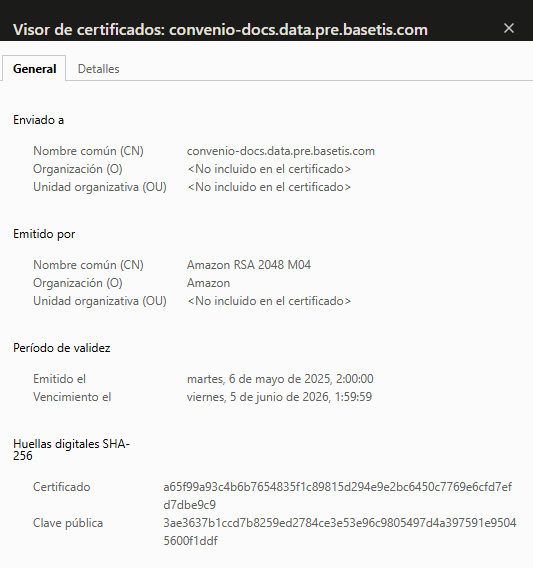 Visor de certificados: convenio-docs.data.pre.basetis.com
General Detalles
Enviado a
Nombre común (CN) convenio-docs.data.pre.basetis.com
Organización (O) <No incluido en el certificado>
Unidad organizativa (OU) <No incluido en el certificado>
Emitido por
Nombre común (CN) Amazon RSA 2048 M04
Organización (O) Amazon
Unidad organizativa (OU) <No incluido en el certificado>
Período de validez
Emitido el martes, 6 de mayo de 2025, 2:00:00
Vencimiento el viernes, 5 de junio de 2026, 1:59:59
Huellas digitales SHA-
256
Certificado a65f99a93c4b6b7654835f1c89815d294e9e2bc6450c7769e6cfd7ef
d7dbe9c9
Clave pública 3ae3637b1ccd7b8259ed2784ce3e53e96c9805497d4a397591e9504
5600f1ddf